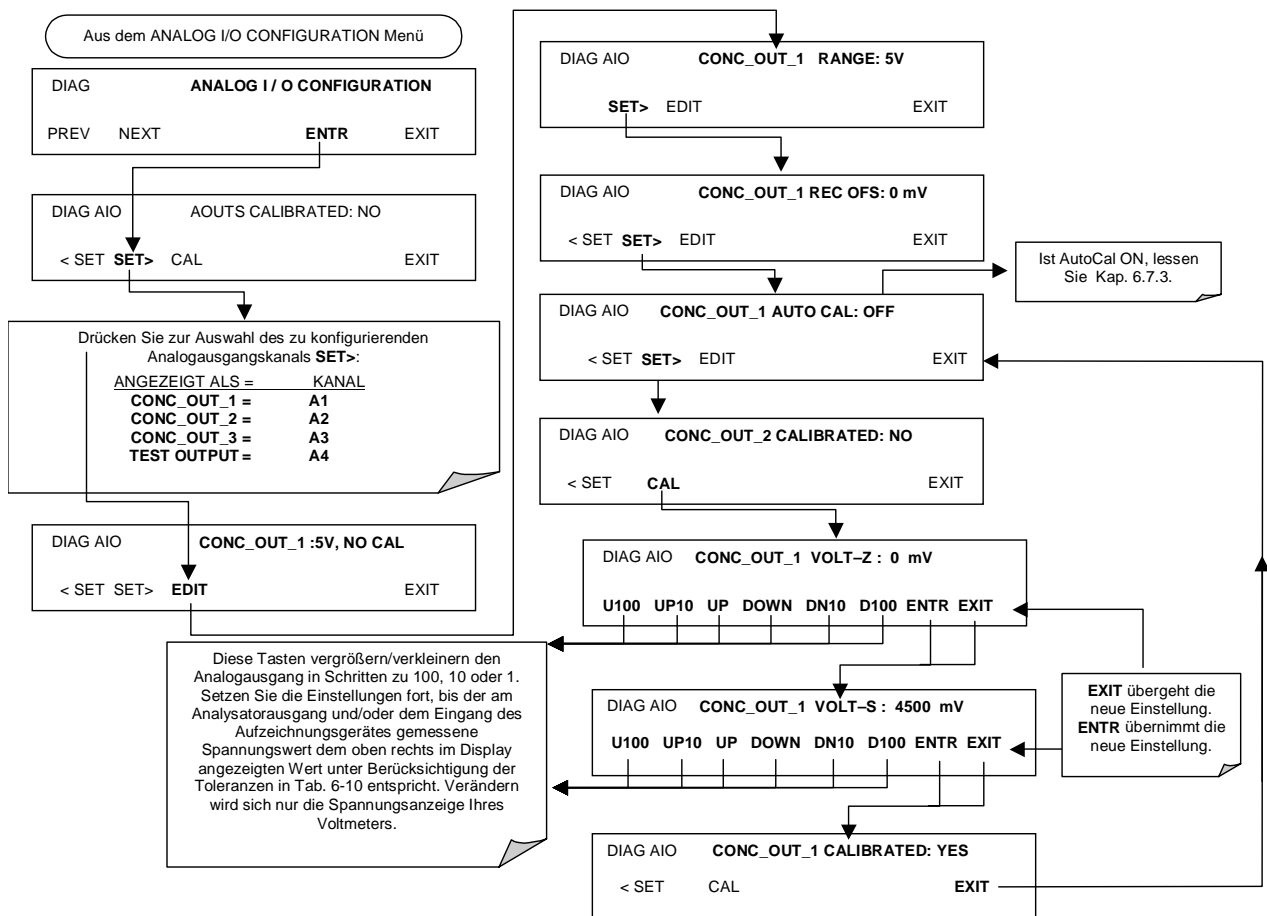 Aus dem ANALOG I/O CONFIGURATION Menü
DIAG ANALOG I / O CONFIGURATION
PREV NEXT ENTR EXIT
DIAG AIO AOUTS CALIBRATED: NO
< SET SET> CAL EXIT
Drücken Sie zur Auswahl des zu konfigurierenden
Analogausgangskanals SET>:
ANGEZEIGT ALS = KANAL
CONC_OUT_1 = A1
CONC_OUT_2 = A2
CONC_OUT_3 = A3
TEST OUTPUT = A4
DIAG AIO CONC_OUT_1 :5V, NO CAL
< SET SET> EDIT EXIT
Diese Tasten vergrößern/verkleinern den
Analogausgang in Schritten zu 100, 10 oder 1.
Setzen Sie die Einstellungen fort, bis der am
Analysatorausgang und/oder dem Eingang des
Aufzeichnungsgerätes gemessene
Spannungswert dem oben rechts im Display
angezeigten Wert unter Berücksichtigung der
Toleranzen in Tab. 6-10 entspricht. Verändern
wird sich nur die Spannungsanzeige Ihres
Voltmeters.
DIAG AIO CONC_OUT_1 RANGE: 5V
SET> EDIT EXIT
DIAG AIO CONC_OUT_1 REC OFS: 0 mV
< SET SET> EDIT EXIT
Ist AutoCal ON, lessen
Sie Kap. 6.7.3.
DIAG AIO CONC_OUT_1 AUTO CAL: OFF
< SET SET> EDIT EXIT
DIAG AIO CONC_OUT_2 CALIBRATED: NO
< SET CAL EXIT
DIAG AIO CONC_OUT_1 VOLT–Z : 0 mV
U100 UP10 UP DOWN DN10 D100 ENTR EXIT
EXIT übergeht die
neue Einstellung.
ENTR übernimmt die
neue Einstellung.
DIAG AIO CONC_OUT_1 VOLT–S : 4500 mV
U100 UP10 UP DOWN DN10 D100 ENTR EXIT
DIAG AIO CONC_OUT_1 CALIBRATED: YES
< SET CAL EXIT